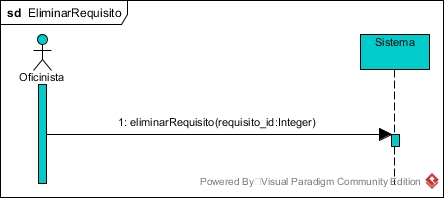 sd EliminarRequisito
Oficinista
Sistema
1: eliminarRequisito(requisito_id:Integer)
Powered By Visual Paradigm Community Edition